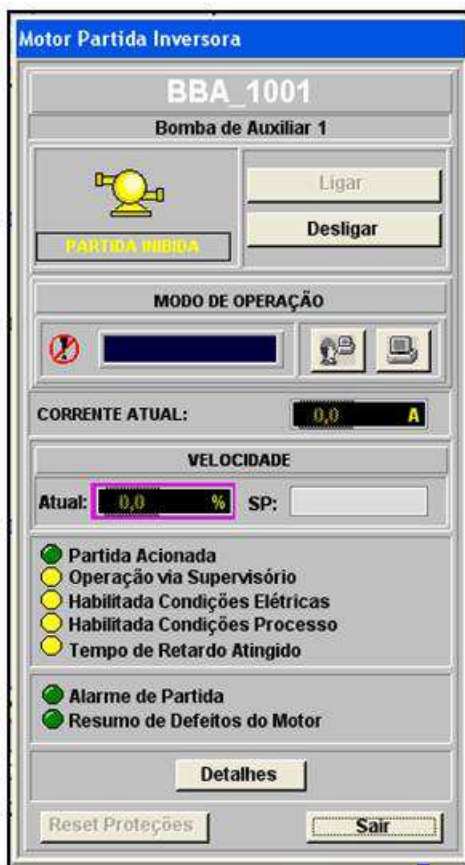 Motor Partida Inversora
BBA_1001
Bomba de Auxiliar 1
Ligar
PARTIDA INIBIDA
Desligar
MODO DE OPERAÇÃO
CORRENTE ATUAL: 0,0 A
VELOCIDADE
Atual: 0,0 % SP:
Partida Acionada
Operação via Supervisório
Habilitada Condições Elétricas
Habilitada Condições Processo
Tempo de Retardo Atingido
Alarme de Partida
Resumo de Defeitos do Motor
Detalhes
Reset Proteções Sair